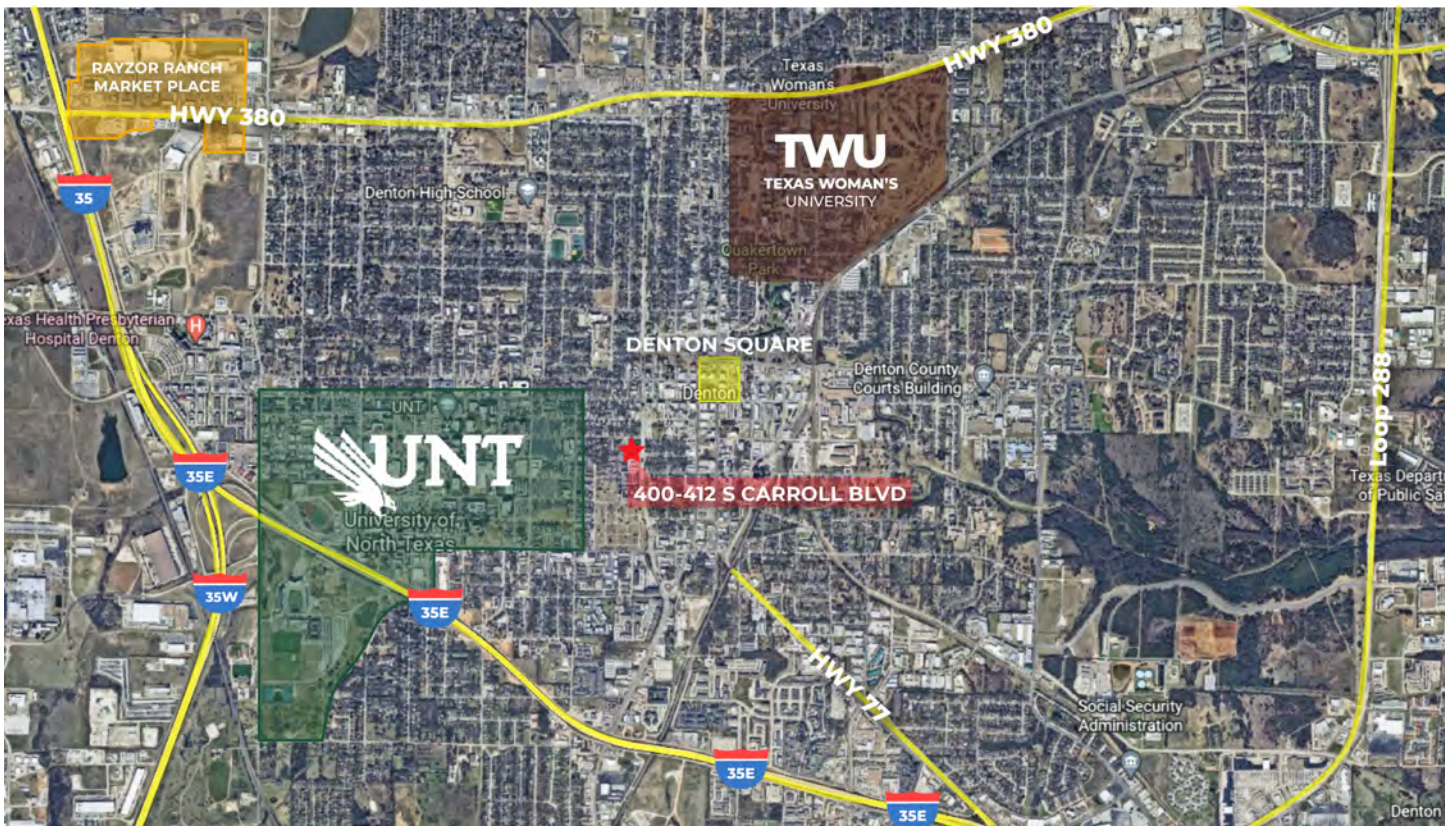 RAYZOR RANCH
MARKET PLACE
HWY 380
HWY 380
Texas
Woman's
University
TWU
TEXAS WOMAN'S
UNIVERSITY
35
Denton High School
Quakertown
Park
exas Health Presbyterian
Hospital Denton
H
DENTON SQUARE
Denton
Denton County
Courts Building
Loop 288
UNT
UNT
University of
North Texas
35E
400-412 S CARROLL BLVD
Texas Depart
of Public Sa
35W
35E
HWY 77
Social Security
Administration
35E
35E
Denton